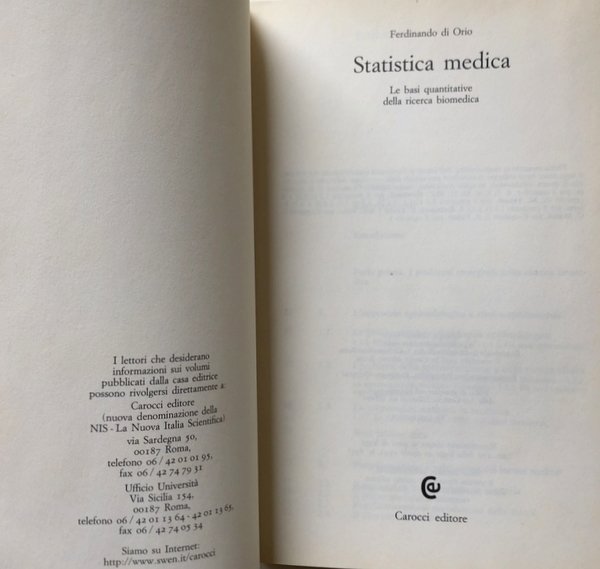 I lettori che desiderano
informazioni sui volumi
pubblicati dalla casa editrice
possono rivolgersi direttamente a:
Carocci editore
(nuova denominazione della
NIS - La Nuova Italia Scientifica)
via Sardegna 50,
00187 Roma,
telefono 06 / 42 01 01 95,
fax 06 / 42 74 79 31
Ufficio Università
Via Sicilia 154,
00187 Roma,
telefono 06 / 42 01 13 64 - 42 01 13 65,
fax 06 / 42 74 05 34
Siamo su Internet:
http://www.swen.it/carocci
Ferdinando di Orio
Statistica medica
Le basi quantitative
della ricerca biomedica
Carocci editore